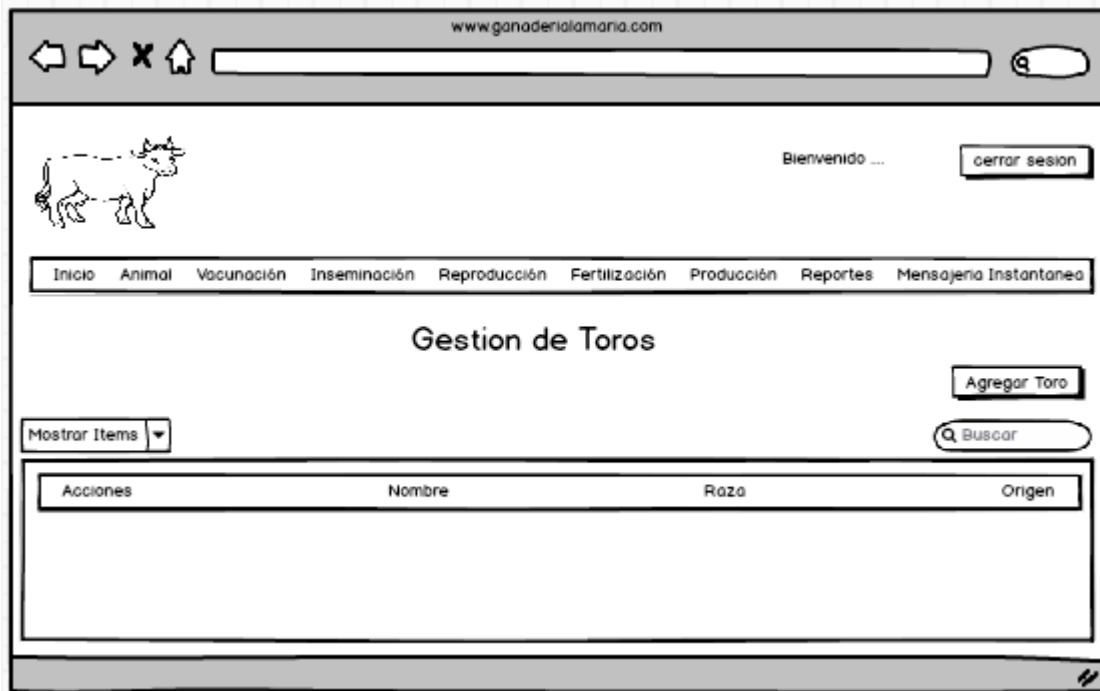 www.ganaderialamaria.com
Bienvenido ...
cerrar sesion
Inicio Animal Vacunación Inseminación Reproducción Fertilización Producción Reportes Mensajeria Instantanea
Gestion de Toros
Agregar Toro
Mostrar Items
Buscar
Acciones Nombre Raza Origen